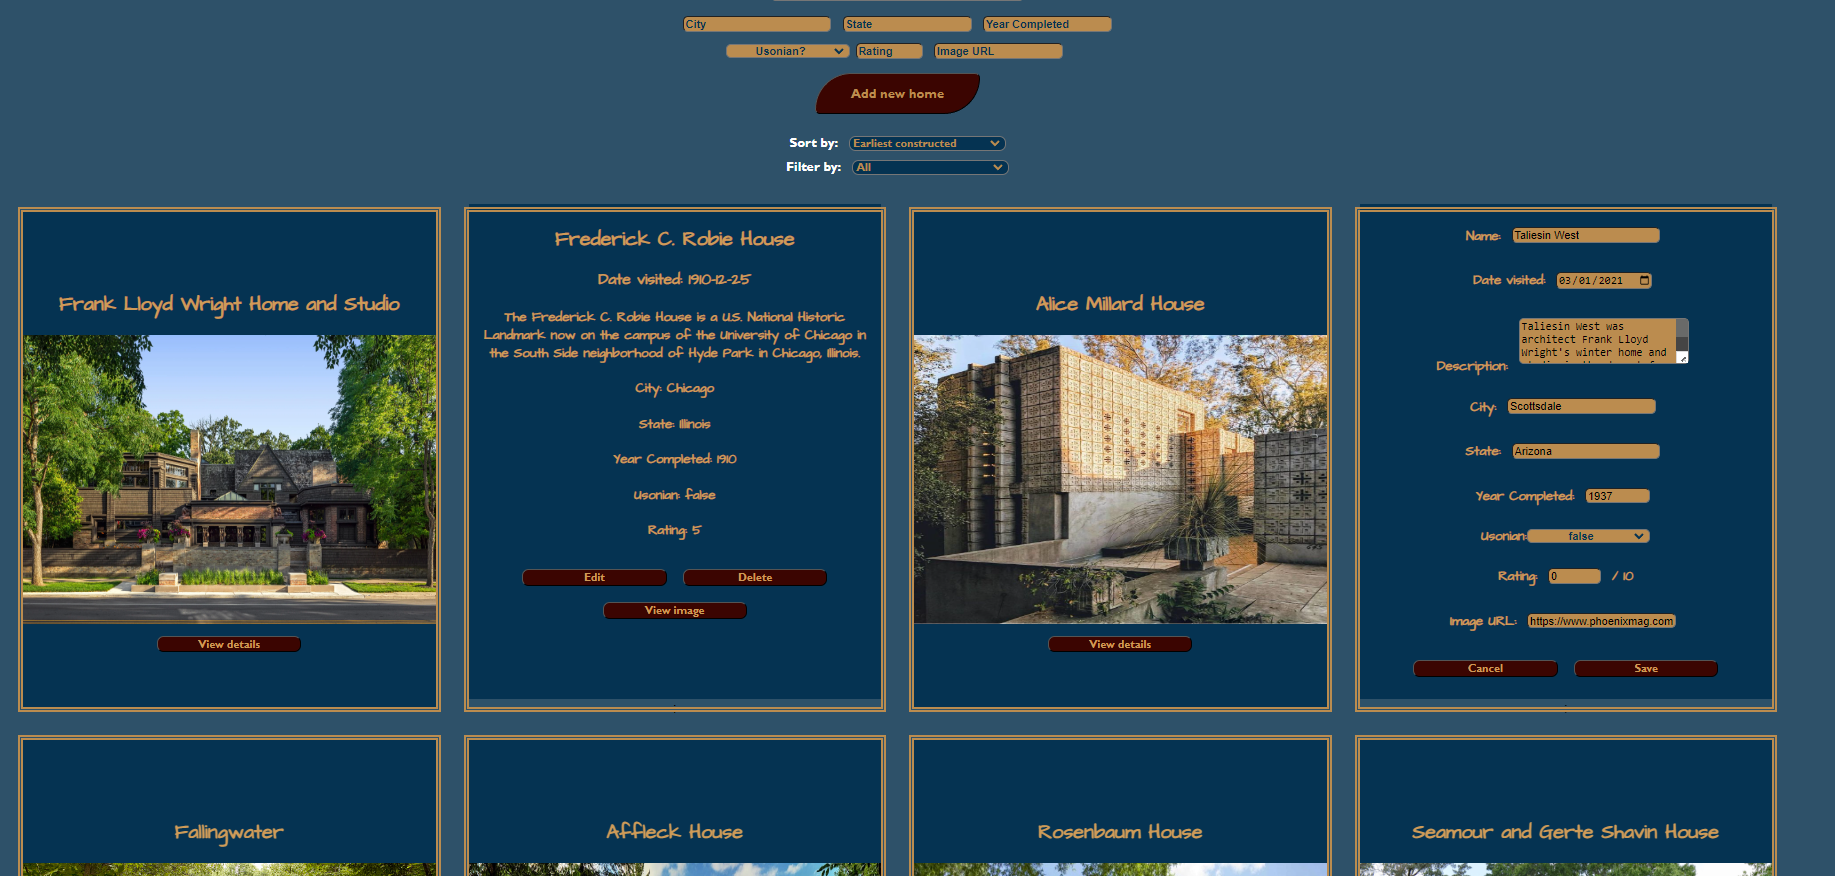 City
State
Year Completed
Usonian?
Rating
Image URL
Add new home
Sort by:
Earliest constructed
Filter by:
All
Frank Lloyd Wright Home and Studio
View details
Frederick C. Robie House
Date visited: 1910-12-25
The Frederick C. Robie House is a U.S. National Historic
Landmark now on the campus of the University of Chicago in
the South Side neighborhood of Hyde Park in Chicago, Illinois.
City: Chicago
State: Illinois
Year Completed: 1910
Usonian: false
Rating: 5
Edit
Delete
View image
Alice Millard House
View details
Name:
Taliesin West
Date visited:
03/01/2021
Description:
Taliesin West was
architect Frank Lloyd
Wright's winter home and
City:
Scottsdale
State:
Arizona
Year Completed:
1937
Usonian:
false
Rating:
0
/ 10
Image URL:
https://www.phoenixmag.com
Cancel
Save
Fallingwater
Affleck House
Rosenbaum House
Seamour and Gerte Shavin House